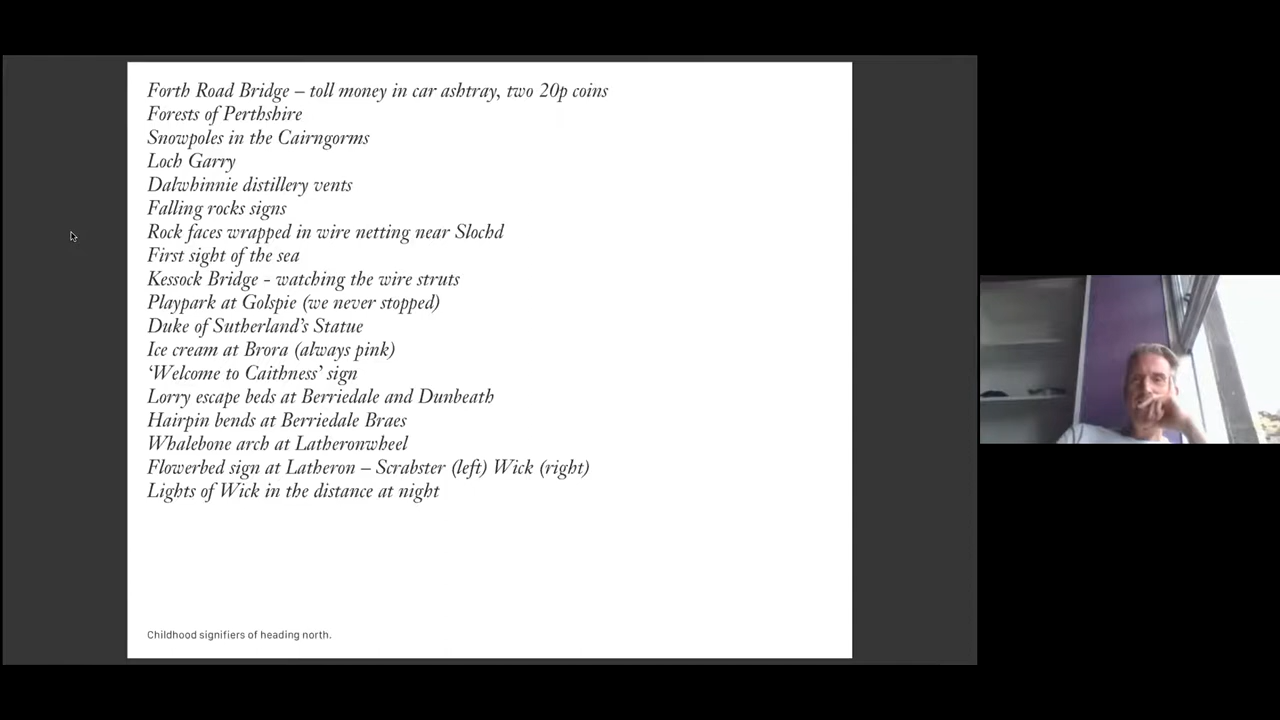 Forth Road Bridge – toll money in car ashtray, two 20p coins
Forests of Perthshire
Snowpoles in the Cairngorms
Loch Garry
Dalwhinnie distillery vents
Falling rocks signs
Rock faces wrapped in wire netting near Slochd
First sight of the sea
Kessock Bridge - watching the wire struts
Playpark at Golspie (we never stopped)
Duke of Sutherland’s Statue
Ice cream at Brora (always pink)
‘Welcome to Caithness’ sign
Lorry escape beds at Berriedale and Dunbeath
Hairpin bends at Berriedale Braes
Whalebone arch at Latheronwheel
Flowerbed sign at Latheron – Scrabster (left) Wick (right)
Lights of Wick in the distance at night
Childhood signifiers of heading north.